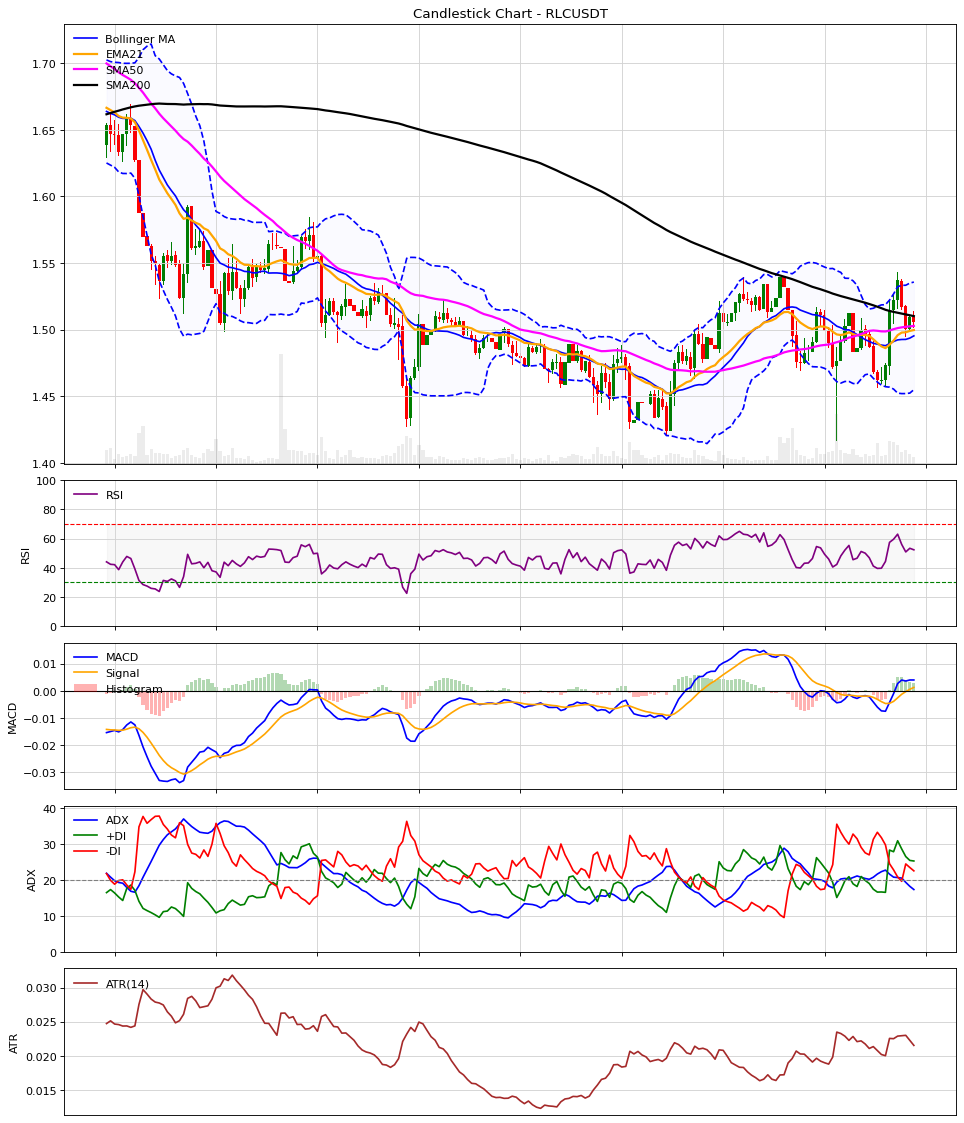 Candlestick Chart - RLCUSDT
Bollinger MA
EMA21
SMA50
SMA200
1.70
1.65
1.60
1.55
1.50
1.45
1.40
RSI
100
80
60
40
20
0
RSI
MACD
Signal
Histogram
0.01
0.00
−0.01
−0.02
−0.03
MACD
ADX
+DI
-DI
40
30
20
10
0
ADX
ATR(14)
0.030
0.025
0.020
0.015
ATR